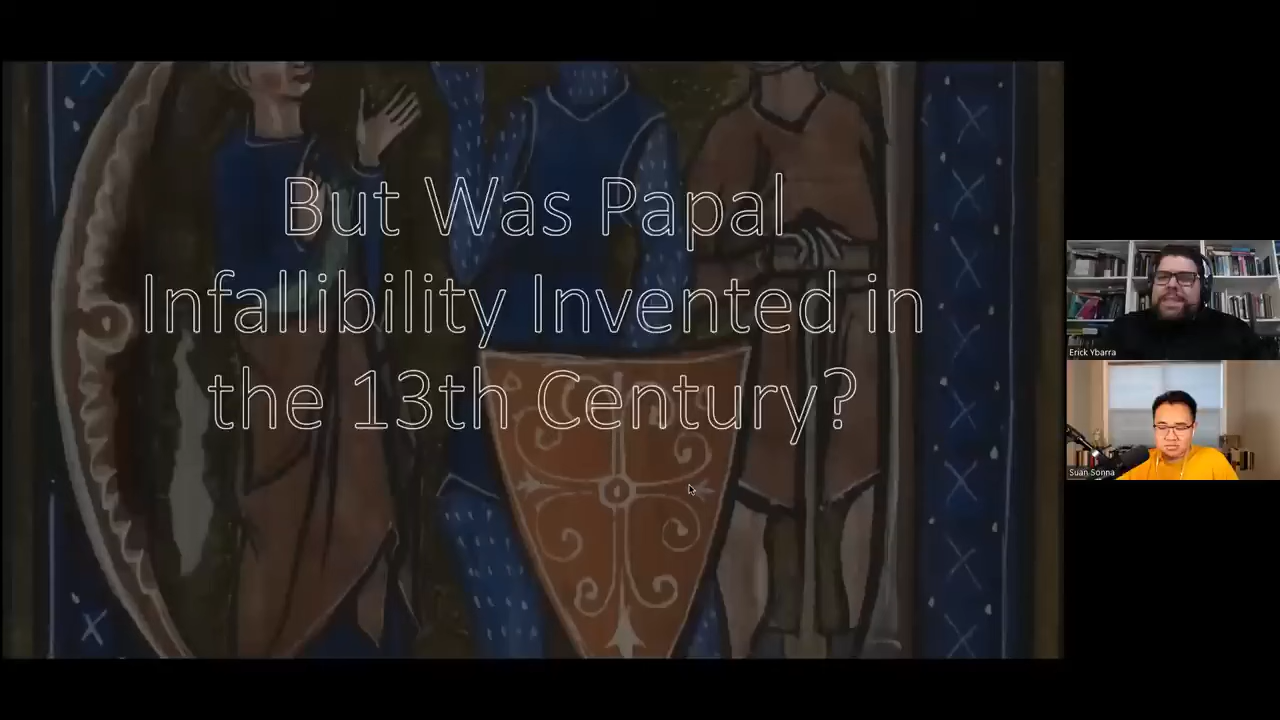 But Was Papal
Infallibility Invented in
the 13th Century?
Erick Ybarra
Suan Sonna